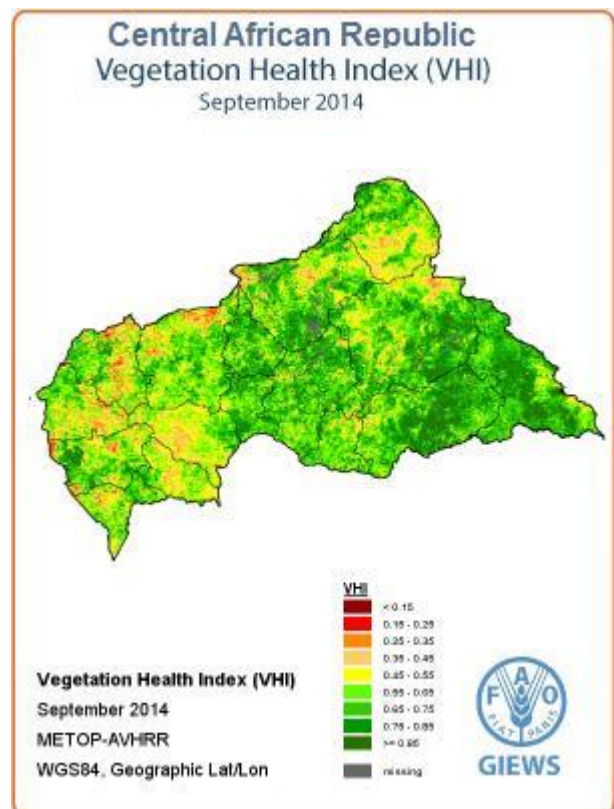 Central African Republic
Vegetation Health Index (VHI)
September 2014
VHI
< 0.15
0.15 - 0.25
0.25 - 0.35
0.35 - 0.45
0.45 - 0.55
0.55 - 0.65
0.65 - 0.75
0.75 - 0.85
>= 0.85
missing
Vegetation Health Index (VHI)
September 2014
METOP-AVHRR
WGS84, Geographic Lat/Lon
F A O
FIAT PANIS
GIEWS